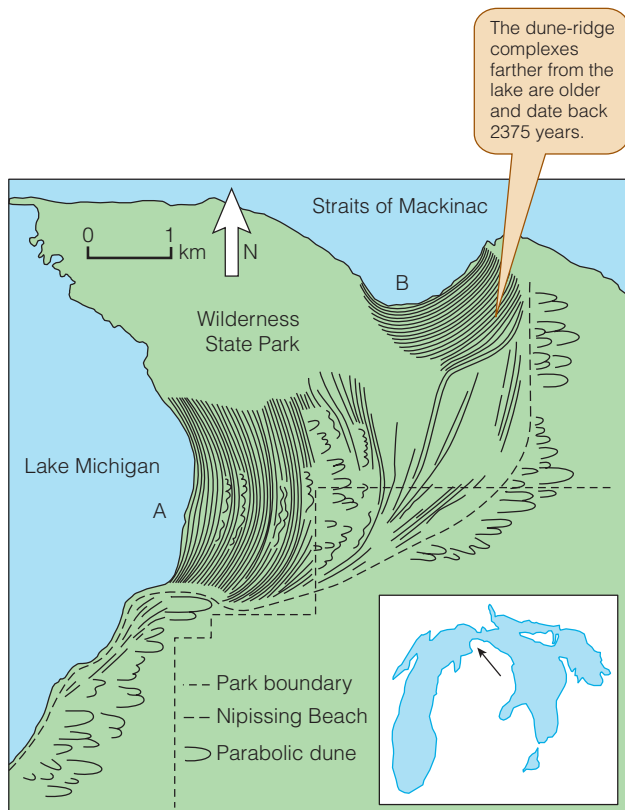 The dune-ridge
complexes
farther from the
lake are older
and date back
2375 years.
Straits of Mackinac
0 1
km
N
B
Wilderness
State Park
Lake Michigan
A
Park boundary
Nipissing Beach
Parabolic dune